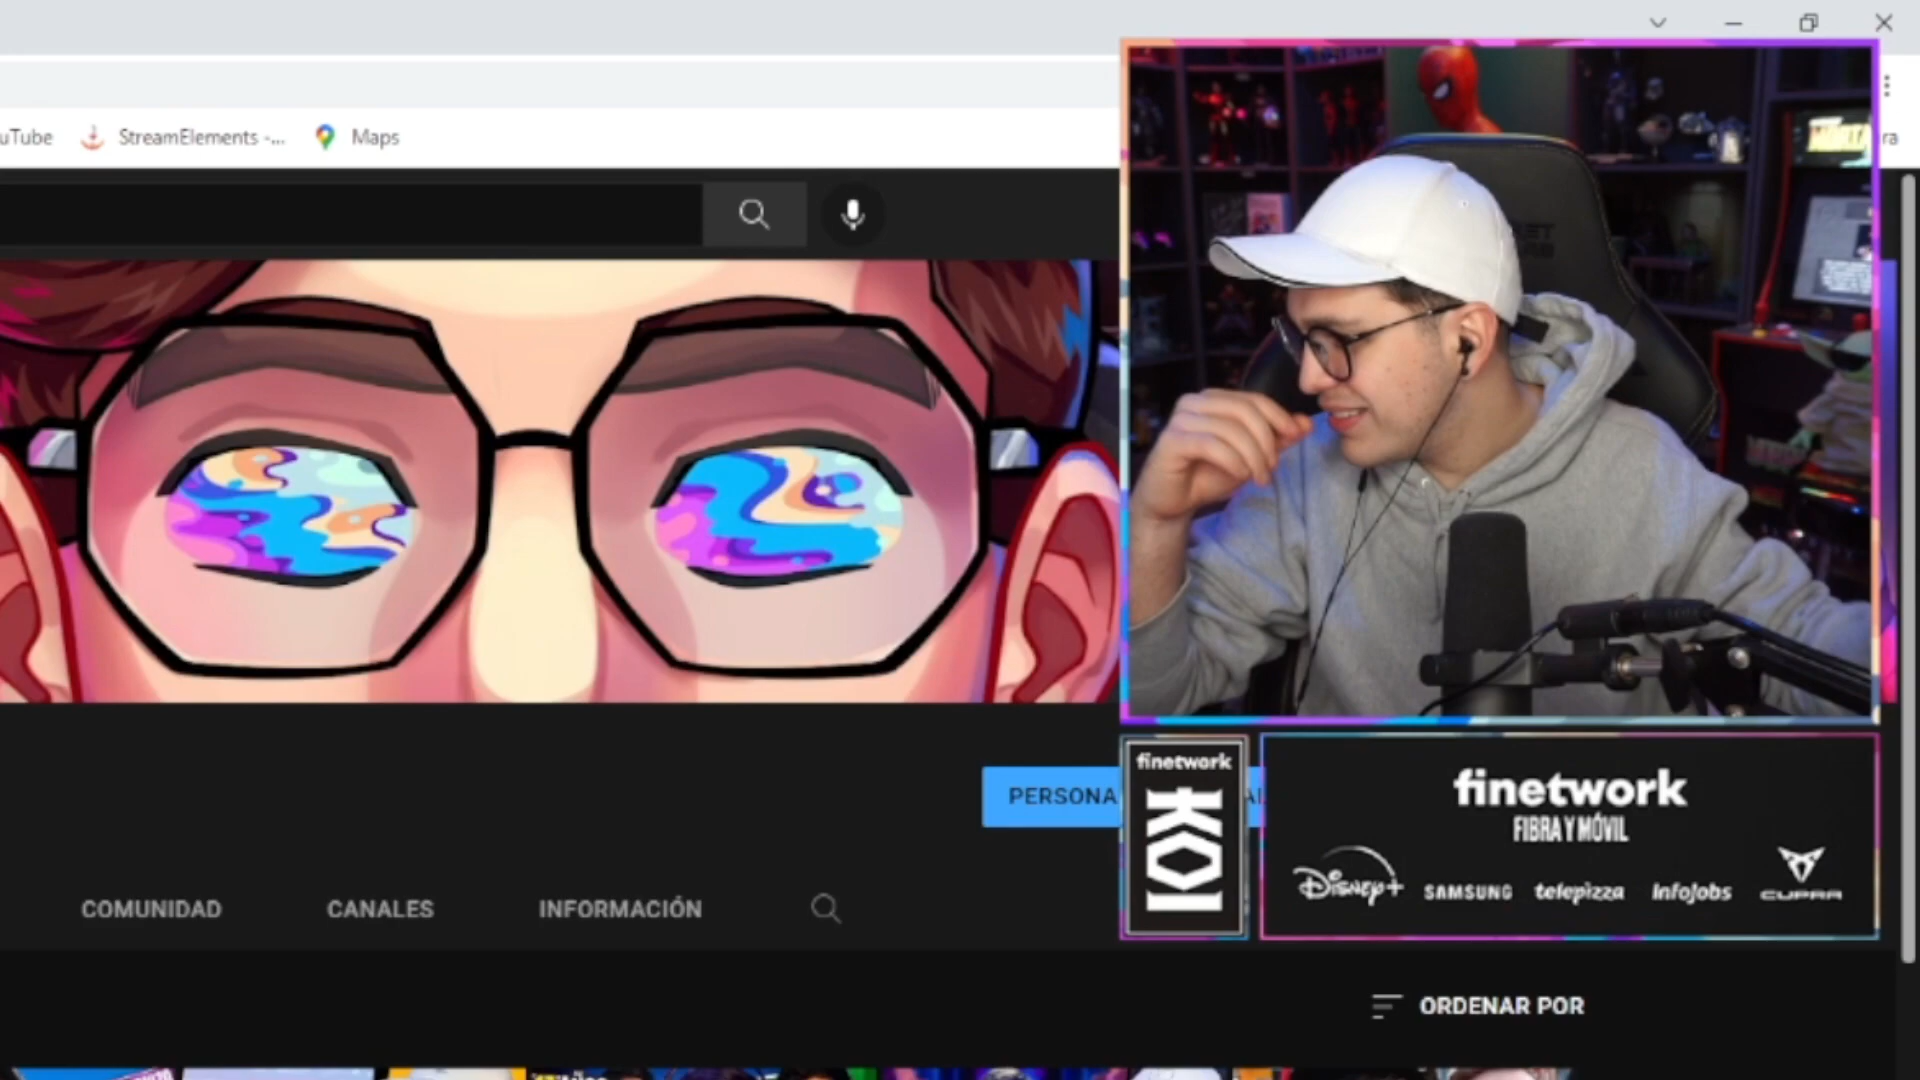 uTube
StreamElements -...
Maps
ra
PERSONA
finetwork
KOI
finetwork
FIBRA Y MÓVIL
Disney+
SAMSUNG
telepizza
InfoJobs
CUPRA
COMUNIDAD
CANALES
INFORMACIÓN
ORDENAR POR